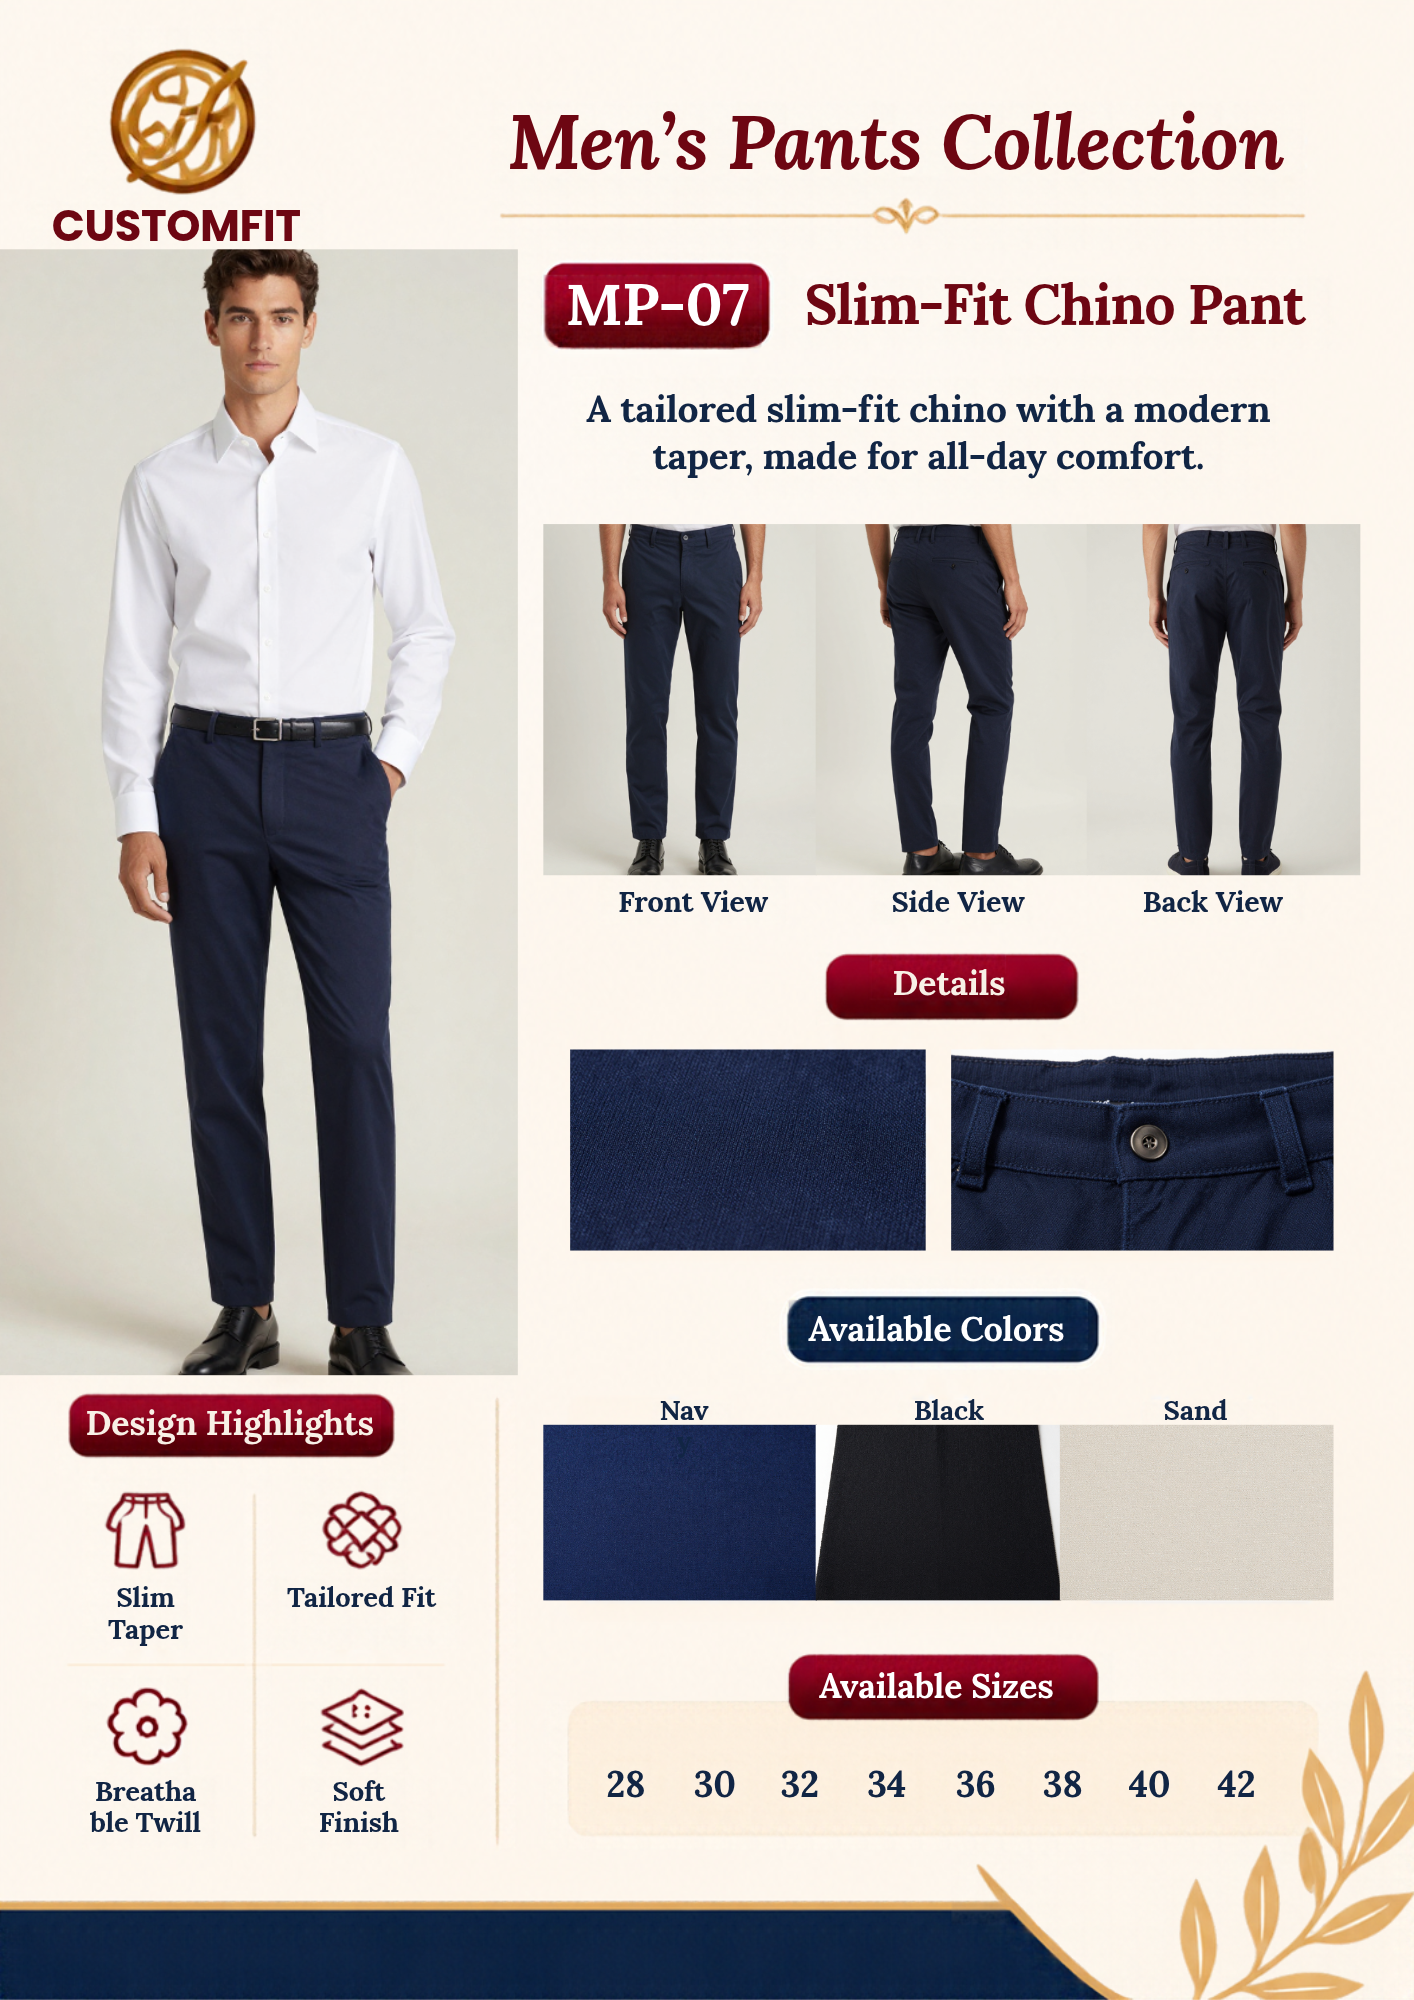 CUSTOMFIT
Men's Pants Collection
MP-07
Slim-Fit Chino Pant
A tailored slim-fit chino with a modern
taper, made for all-day comfort.
Front View
Side View
Back View
Details
Available Colors
Nav
y
Black
Sand
Design Highlights
Slim
Taper
Tailored Fit
Breatha
ble Twill
Soft
Finish
Available Sizes
28 30 32 34 36 38 40 42